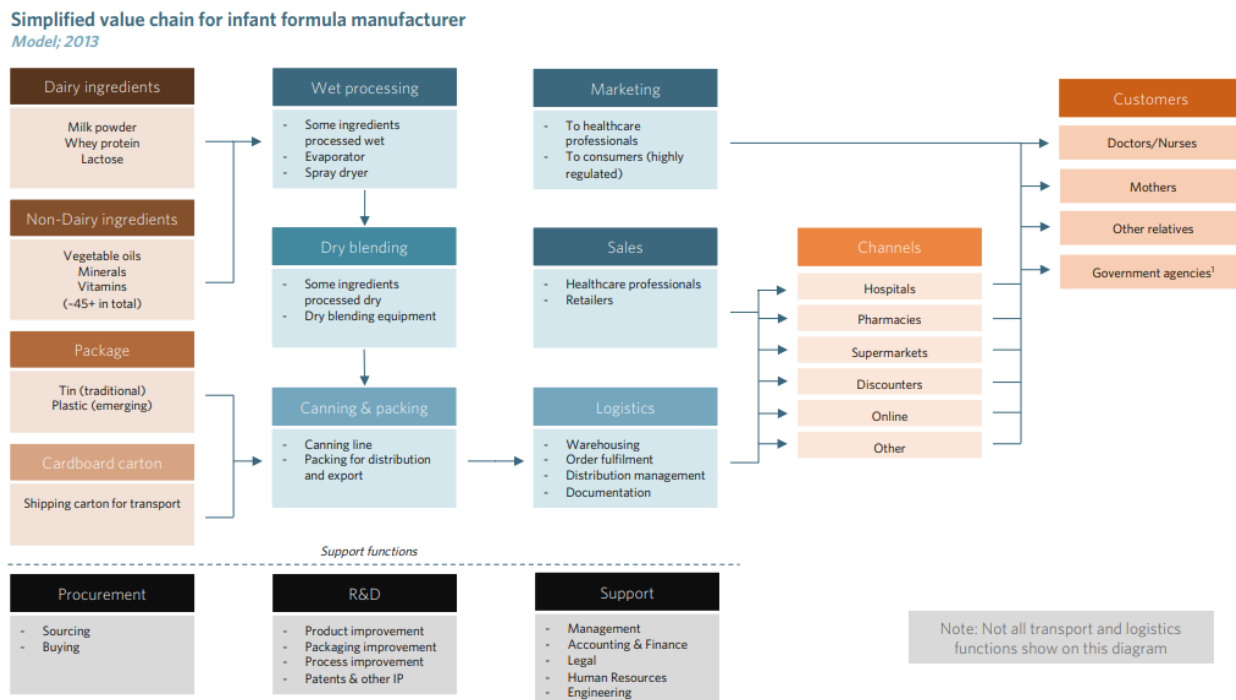 Simplified value chain for infant formula manufacturer
Model; 2013
Dairy ingredients
Milk powder
Whey protein
Lactose
Non-Dairy ingredients
Vegetable oils
Minerals
Vitamins
(~45+ in total)
Package
Tin (traditional)
Plastic (emerging)
Cardboard carton
Shipping carton for transport
Wet processing
- Some ingredients
processed wet
- Evaporator
- Spray dryer
Dry blending
- Some ingredients
processed dry
- Dry blending equipment
Canning & packing
- Canning line
- Packing for distribution
and export
Marketing
- To healthcare
professionals
- To consumers (highly
regulated)
Sales
- Healthcare professionals
- Retailers
Logistics
- Warehousing
- Order fulfilment
- Distribution management
- Documentation
Channels
Hospitals
Pharmacies
Supermarkets
Discounters
Online
Other
Customers
Doctors/Nurses
Mothers
Other relatives
Government agencies¹
Support functions
Procurement
- Sourcing
- Buying
R&D
- Product improvement
- Packaging improvement
- Process improvement
- Patents & other IP
Support
- Management
- Accounting & Finance
- Legal
- Human Resources
- Engineering
Note: Not all transport and logistics
functions show on this diagram